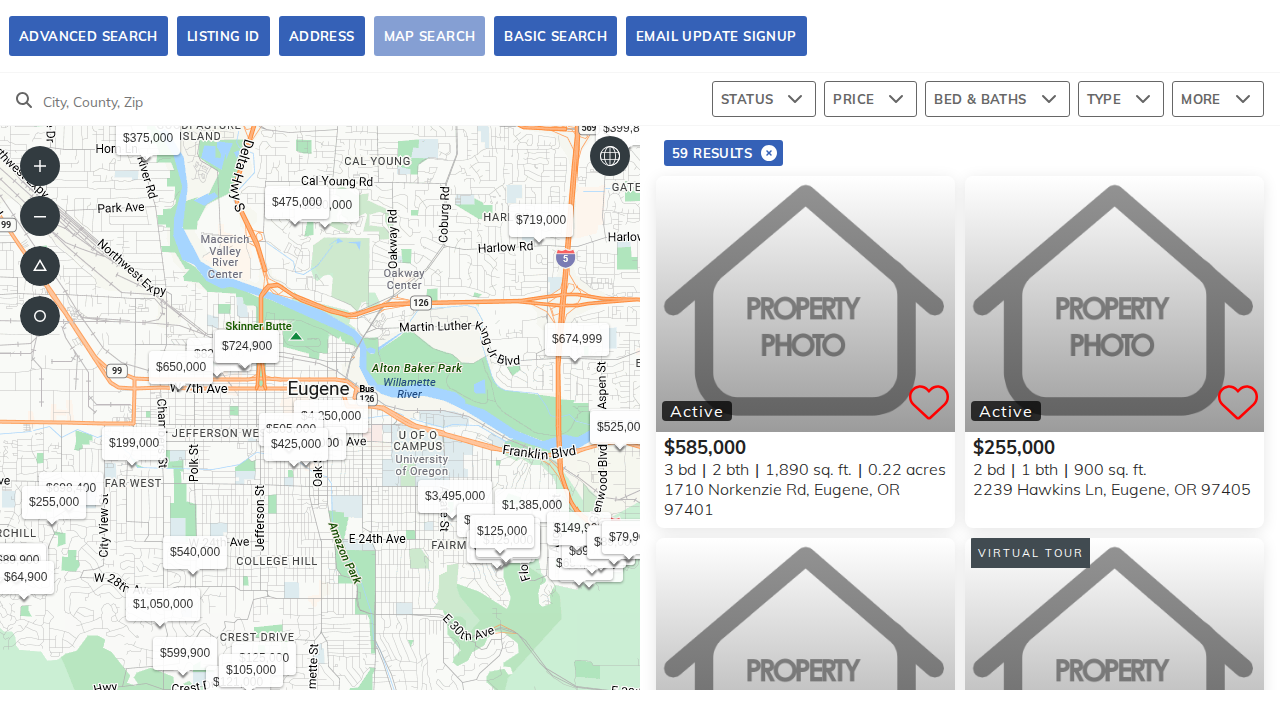 ADVANCED SEARCH
LISTING ID
ADDRESS
MAP SEARCH
BASIC SEARCH
EMAIL UPDATE SIGNUP
City, County, Zip
STATUS
PRICE
BED & BATHS
TYPE
MORE
59 RESULTS
$375,000
ISLAND
CAL YOUNG
Cal Young Rd
$475,000
,000
Delta Hwy S
River Rd
Park Ave
99
Macerich
Valley
River
Center
Oakway Rd
Coburg Rd
$719,000
Harlow Rd
5
Oakway
Center
126
Northwest Expy
Skinner Butte
Martin Luther King Jr Blvd
$724,900
$674,999
$650,000
Alton Baker Park
Willamette
River
99
W 7th Ave
Eugene
Bus
126
Aspen St
JEFFERSON WE
$425,000
Ave
$199,000
U OF O
CAMPUS
University
of Oregon
Franklin Blvd
Polk St
FAR WEST
$255,000
City View St
Jefferson St
$3,495,000
$1,385,000
$125,000
E 24th Ave
$540,000
COLLEGE HILL
Amazon Park
$64,900
$1,050,000
E 30th Ave
CREST DRIVE
$599,900
$105,000
Hwy
PROPERTY
PHOTO
Active
$585,000
3 bd | 2 bth | 1,890 sq. ft. | 0.22 acres
1710 Norkenzie Rd, Eugene, OR
97401
PROPERTY
PHOTO
Active
$255,000
2 bd | 1 bth | 900 sq. ft.
2239 Hawkins Ln, Eugene, OR 97405
PROPERTY
VIRTUAL TOUR
PROPERTY